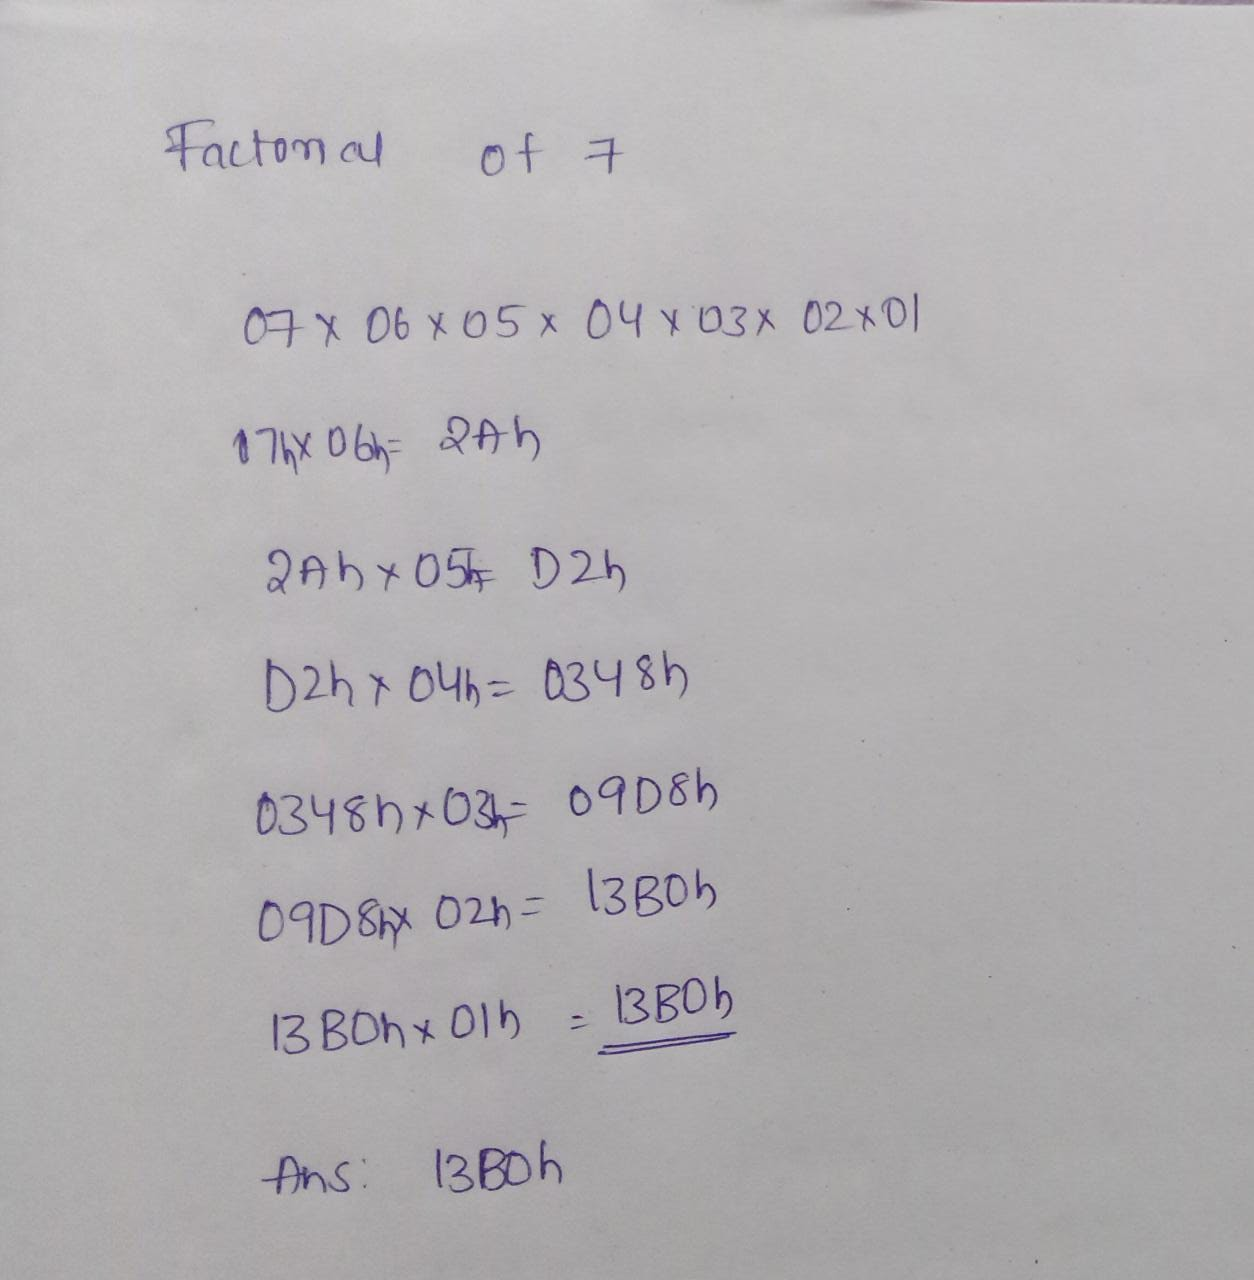 Factorial of 7
07 x 06 x 05 x 04 x 03 x 02 x 01
07h x 06h = 2Ah
2Ah x 05h = D2h
D2h x 04h = 0348h
0348h x 03h = 09D8h
09D8h x 02h = 13B0h
13B0h x 01h = 13B0h
Ans: 13B0h